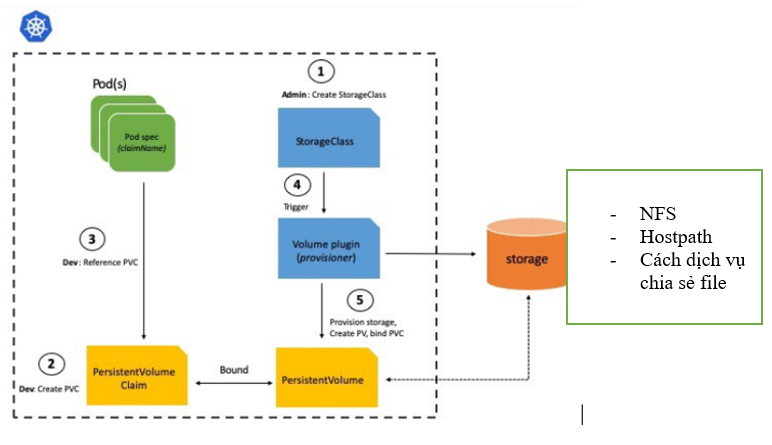 Pod(s)
Pod spec
(claimName)
1
Admin: Create StorageClass
StorageClass
4
Trigger
3
Dev: Reference PVC
Volume plugin
(provisioner)
5
Provision storage,
Create PV, bind PVC
2
Dev: Create PVC
PersistentVolume
Claim
Bound
PersistentVolume
storage
- NFS
- Hostpath
- Cách dịch vụ
chia sẻ file